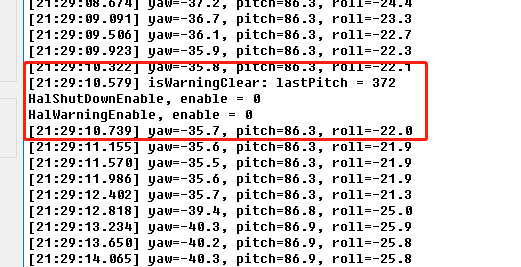 [21:29:08.674] yaw=-37.2, pitch=86.3, roll=-24.4
[21:29:09.091] yaw=-36.7, pitch=86.3, roll=-23.3
[21:29:09.506] yaw=-36.1, pitch=86.3, roll=-22.7
[21:29:09.923] yaw=-35.9, pitch=86.3, roll=-22.3
[21:29:10.322] yaw=-35.8, pitch=86.3, roll=-22.1
[21:29:10.579] isWarningClear: lastPitch = 372
HalShutDownEnable, enable = 0
HalWarningEnable, enable = 0
[21:29:10.739] yaw=-35.7, pitch=86.3, roll=-22.0
[21:29:11.155] yaw=-35.6, pitch=86.3, roll=-21.9
[21:29:11.570] yaw=-35.5, pitch=86.3, roll=-21.9
[21:29:11.986] yaw=-35.6, pitch=86.3, roll=-21.9
[21:29:12.402] yaw=-35.7, pitch=86.3, roll=-21.3
[21:29:12.818] yaw=-39.4, pitch=86.8, roll=-25.0
[21:29:13.234] yaw=-40.3, pitch=86.9, roll=-25.9
[21:29:13.650] yaw=-40.2, pitch=86.9, roll=-25.8
[21:29:14.065] yaw=-40.3, pitch=86.9, roll=-25.8